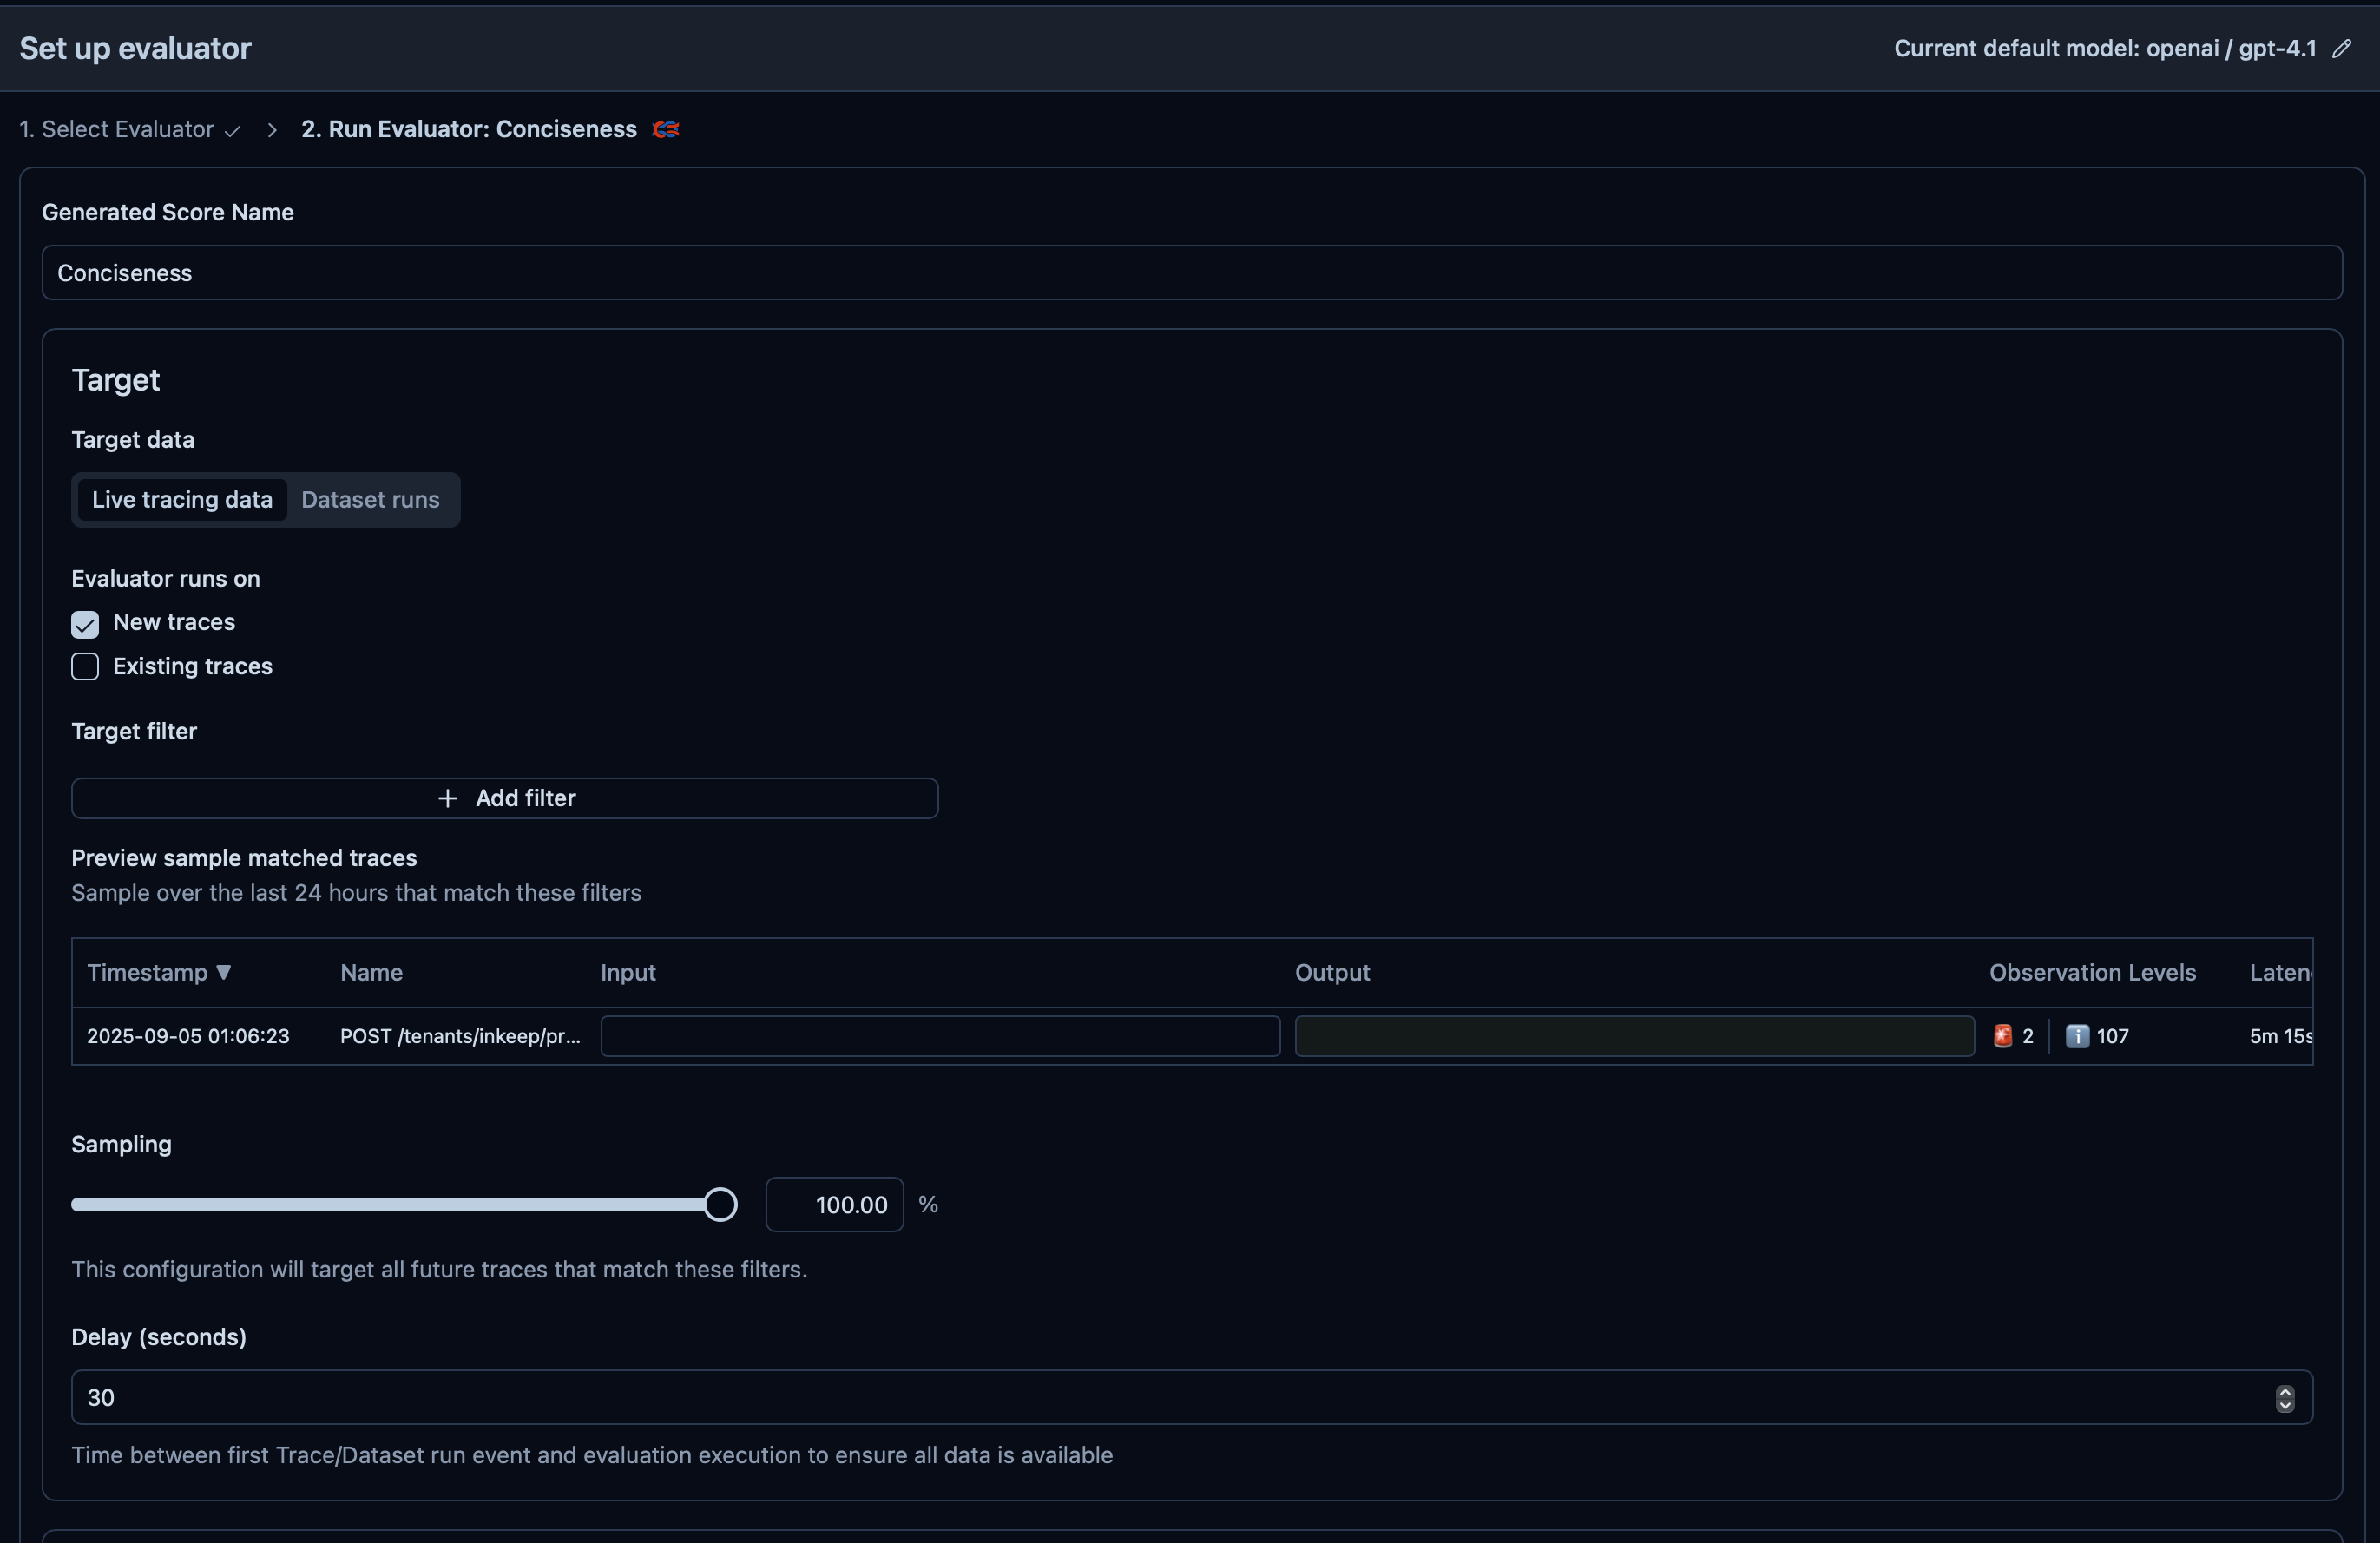 Set up evaluator
Current default model: openai / gpt-4.1
1. Select Evaluator
2. Run Evaluator: Conciseness
Generated Score Name
Conciseness
Target
Target data
Live tracing data
Dataset runs
Evaluator runs on
New traces
Existing traces
Target filter
Add filter
Preview sample matched traces
Sample over the last 24 hours that match these filters
Timestamp ▼ Name Input Output Observation Levels Laten
2025-09-05 01:06:23 POST /tenants/inkeep/pr... 2 107 5m 15s
Sampling
100.00 %
This configuration will target all future traces that match these filters.
Delay (seconds)
30
Time between first Trace/Dataset run event and evaluation execution to ensure all data is available